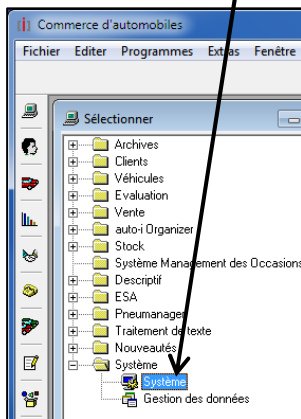 Commerce d'automobiles
Fichier Editer Programmes Extras Fenêtre
Sélectionner
Archives
Clients
Véhicules
Evaluation
Vente
auto-i Organizer
Stock
Système Management des Occasions
Descriptif
ESA
Pneumanager
Traitement de texte
Nouveautés
Système
Système
Gestion des données